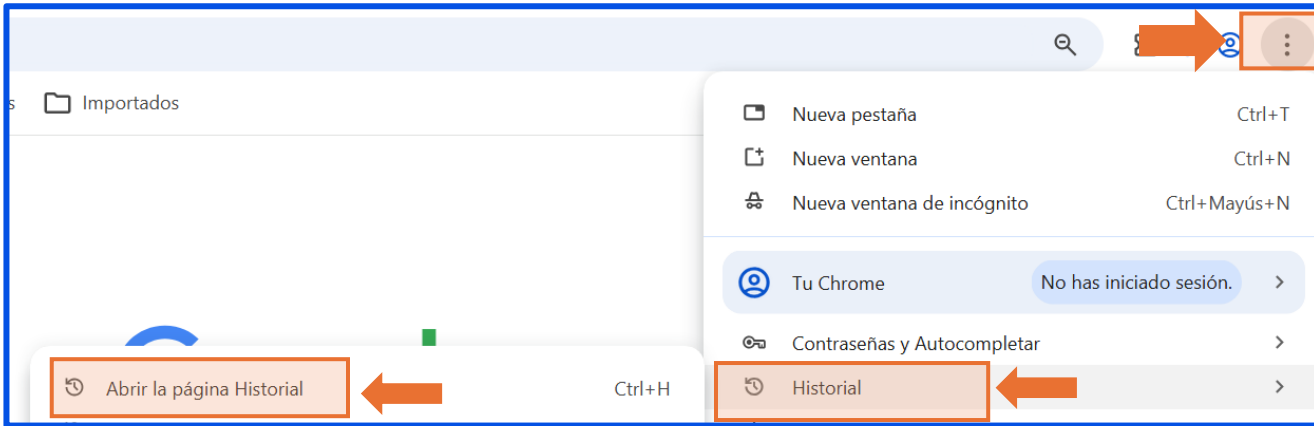 Importados
Nueva pestaña Ctrl+T
Nueva ventana Ctrl+N
Nueva ventana de incógnito Ctrl+Mayús+N
Tu Chrome No has iniciado sesión.
Contraseñas y Autocompletar
Historial
Abrir la página Historial Ctrl+H